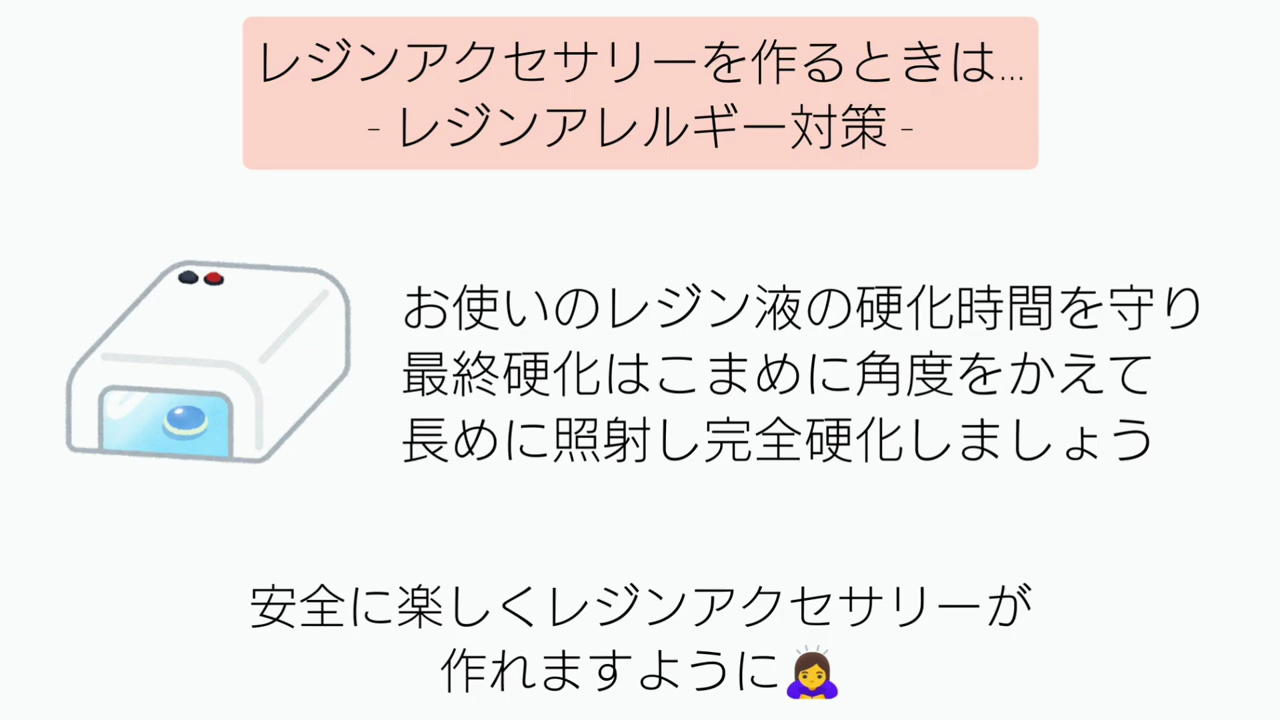 レジンアクセサリーを作るときは...
- レジンアレルギー対策 -
お使いのレジン液の硬化時間を守り
最終硬化はこまめに角度をかえて
長めに照射し完全硬化しましょう
安全に楽しくレジンアクセサリーが
作れますように🙇‍♀️